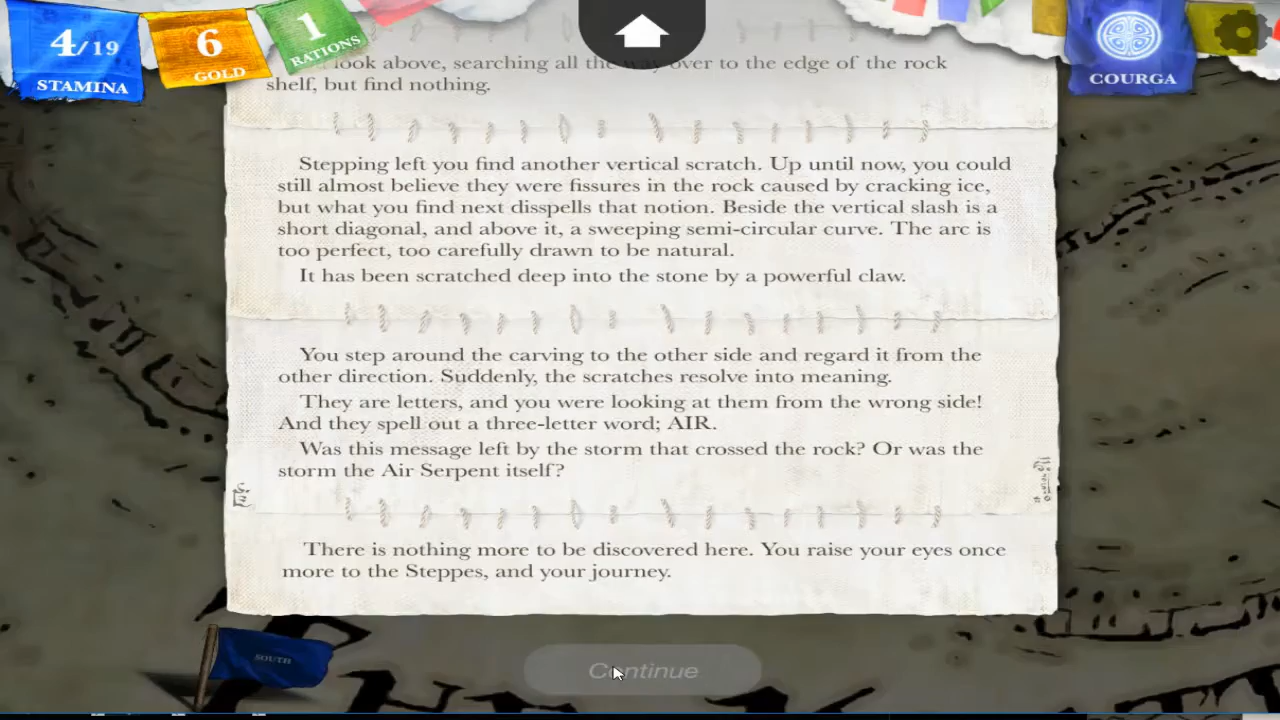 4/19
STAMINA
6
GOLD
1
RATIONS
COURGA
look above, searching all the way over to the edge of the rock
shelf, but find nothing.
Stepping left you find another vertical scratch. Up until now, you could
still almost believe they were fissures in the rock caused by cracking ice,
but what you find next disspells that notion. Beside the vertical slash is a
short diagonal, and above it, a sweeping semi-circular curve. The arc is
too perfect, too carefully drawn to be natural.
It has been scratched deep into the stone by a powerful claw.
You step around the carving to the other side and regard it from the
other direction. Suddenly, the scratches resolve into meaning.
They are letters, and you were looking at them from the wrong side!
And they spell out a three-letter word; AIR.
Was this message left by the storm that crossed the rock? Or was the
storm the Air Serpent itself?
There is nothing more to be discovered here. You raise your eyes once
more to the Steppes, and your journey.
SOUTH
Continue